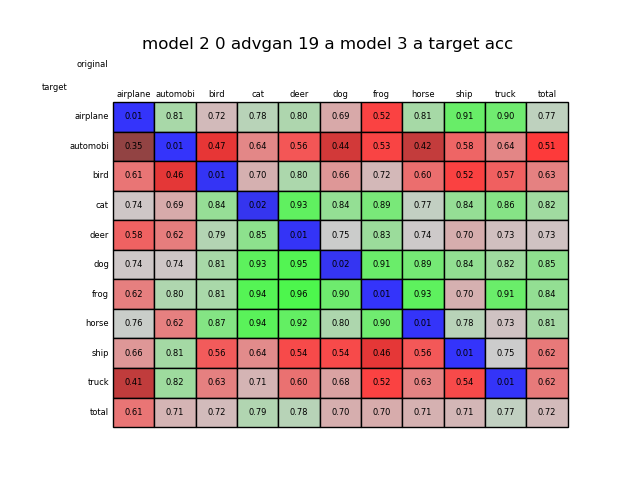 model 2 0 advgan 19 a model 3 a target acc
original
target
airplane automobi bird cat deer dog frog horse ship truck total
airplane 0.01 0.81 0.72 0.78 0.80 0.69 0.52 0.81 0.91 0.90 0.77
automobi 0.35 0.01 0.47 0.64 0.56 0.44 0.53 0.42 0.58 0.64 0.51
bird 0.61 0.46 0.01 0.70 0.80 0.66 0.72 0.60 0.52 0.57 0.63
cat 0.74 0.69 0.84 0.02 0.93 0.84 0.89 0.77 0.84 0.86 0.82
deer 0.58 0.62 0.79 0.85 0.01 0.75 0.83 0.74 0.70 0.73 0.73
dog 0.74 0.74 0.81 0.93 0.95 0.02 0.91 0.89 0.84 0.82 0.85
frog 0.62 0.80 0.81 0.94 0.96 0.90 0.01 0.93 0.70 0.91 0.84
horse 0.76 0.62 0.87 0.94 0.92 0.80 0.90 0.01 0.78 0.73 0.81
ship 0.66 0.81 0.56 0.64 0.54 0.54 0.46 0.56 0.01 0.75 0.62
truck 0.41 0.82 0.63 0.71 0.60 0.68 0.52 0.63 0.54 0.01 0.62
total 0.61 0.71 0.72 0.79 0.78 0.70 0.70 0.71 0.71 0.77 0.72